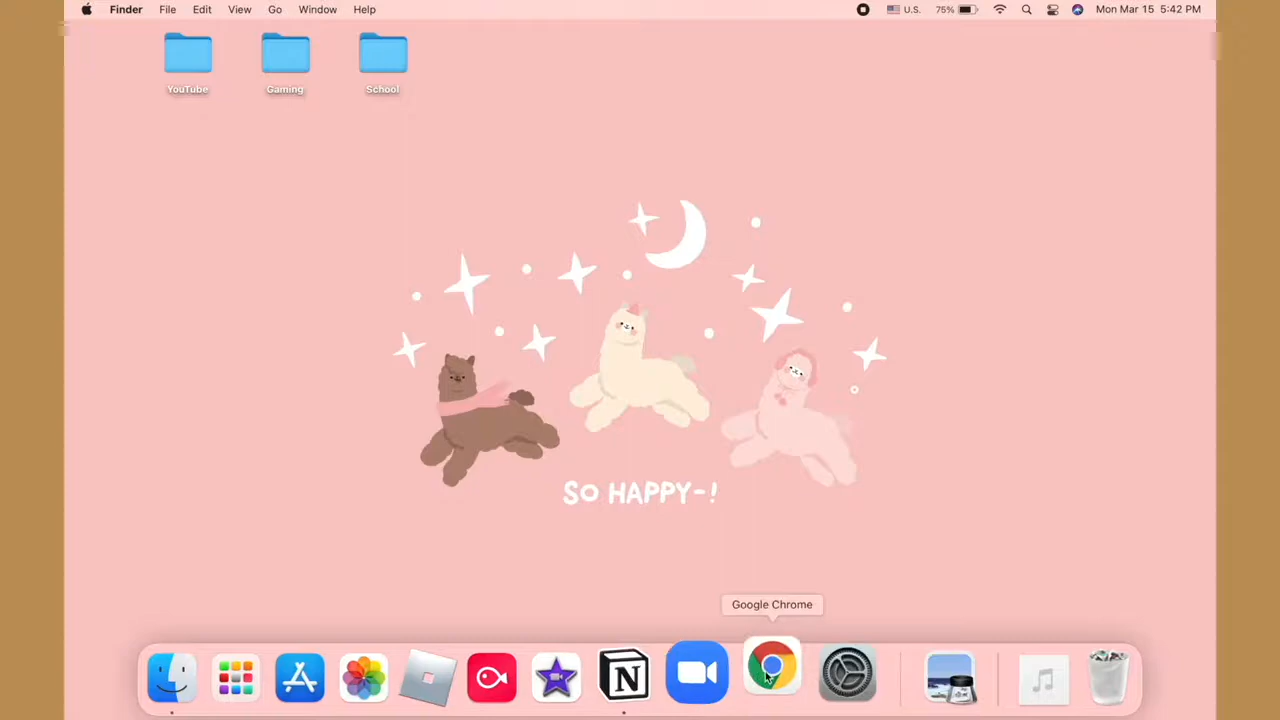 Finder File Edit View Go Window Help U.S. 75% Mon Mar 15 5:42 PM
YouTube Gaming School
SO HAPPY-!
Google Chrome
N